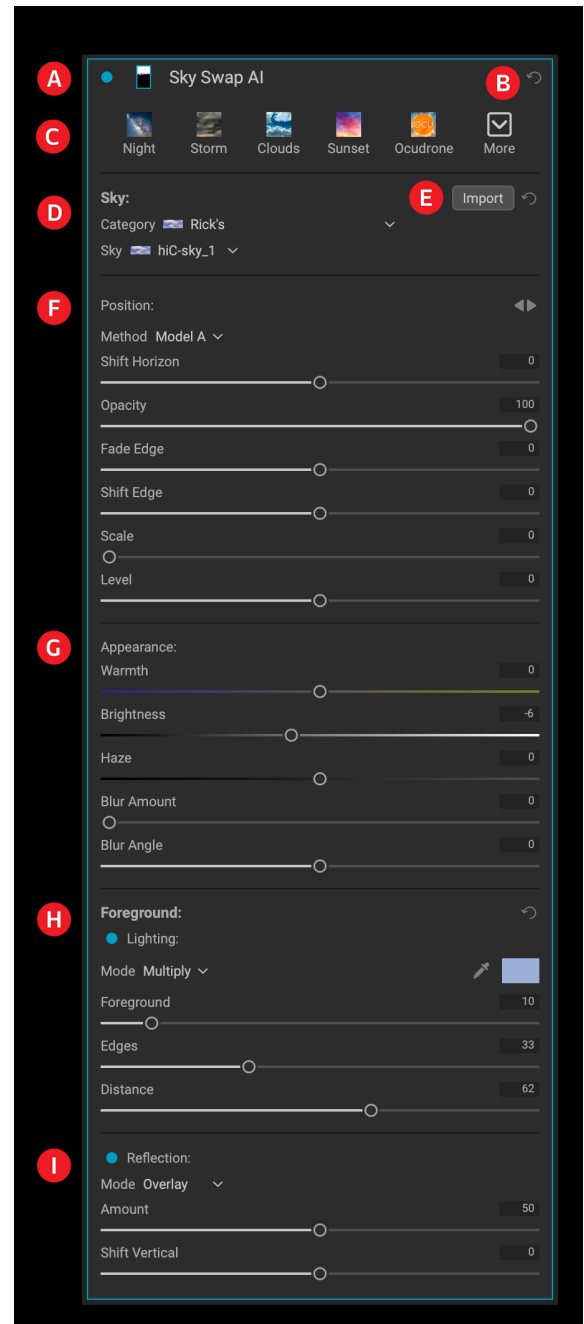 A
Sky Swap AI
B
C
Night Storm Clouds Sunset Ocudrone More
OCU
D
Sky:
E
Import
Category Rick's
Sky hiC-sky_1
F
Position:
Method Model A
Shift Horizon 0
Opacity 100
Fade Edge 0
Shift Edge 0
Scale 0
Level 0
G
Appearance:
Warmth 0
Brightness -6
Haze 0
Blur Amount 0
Blur Angle 0
H
Foreground:
Lighting:
Mode Multiply
Foreground 10
Edges 33
Distance 62
I
Reflection:
Mode Overlay
Amount 50
Shift Vertical 0